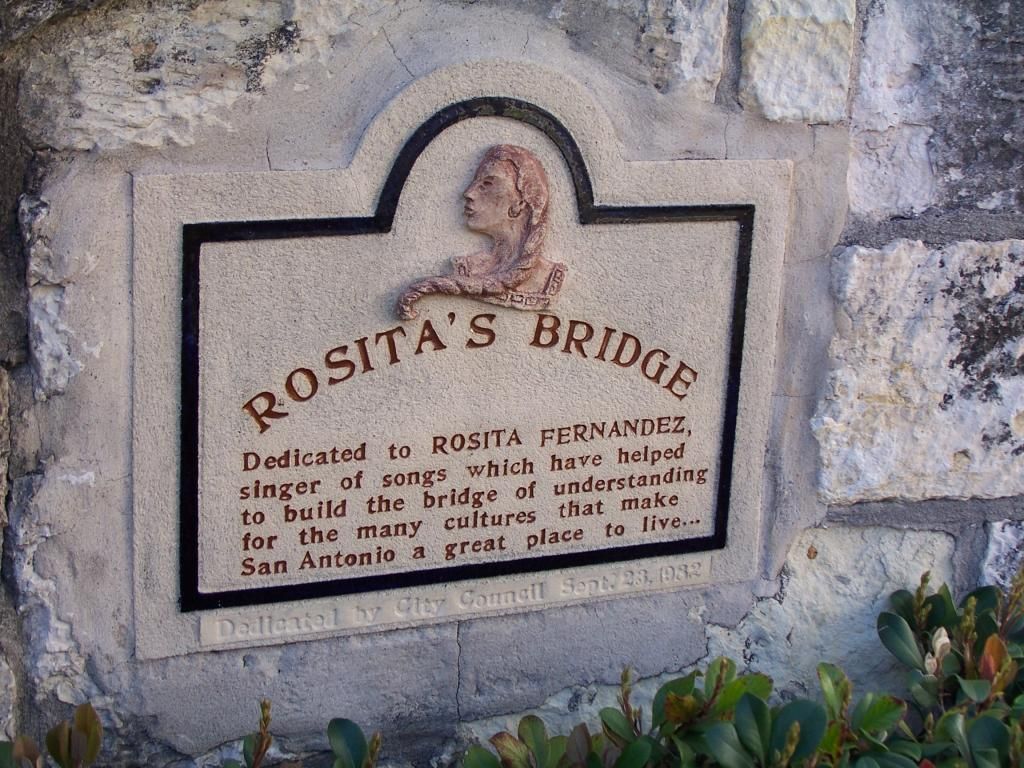 ROSITA'S BRIDGE
Dedicated to ROSITA FERNANDEZ,
singer of songs which have helped
to build the bridge of understanding
for the many cultures that make
San Antonio a great place to live...
Dedicated by City Council Sept. 23, 1982